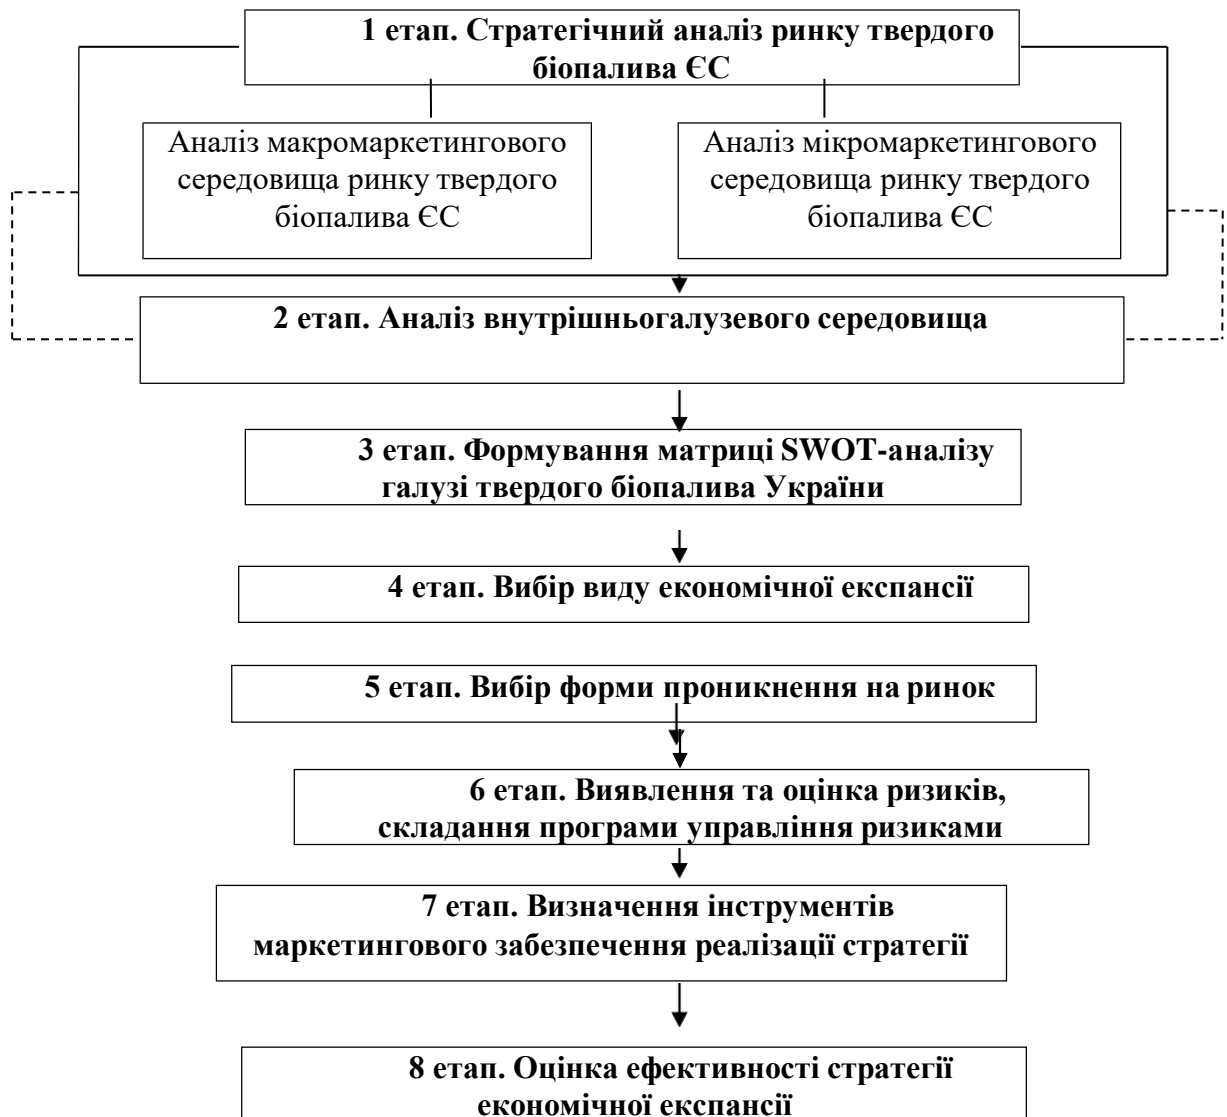 1 етап. Стратегічний аналіз ринку твердого
біопалива ЄС
Аналіз макромаркетингового
середовища ринку твердого
біопалива ЄС
Аналіз мікромаркетингового
середовища ринку твердого
біопалива ЄС
2 етап. Аналіз внутрішньогалузевого середовища
3 етап. Формування матриці SWOT-аналізу
галузі твердого біопалива України
4 етап. Вибір виду економічної експансії
5 етап. Вибір форми проникнення на ринок
6 етап. Виявлення та оцінка ризиків,
складання програми управління ризиками
7 етап. Визначення інструментів
маркетингового забезпечення реалізації стратегії
8 етап. Оцінка ефективності стратегії
економічної експансії